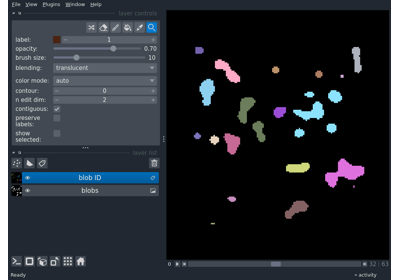 File View Plugins Window Help
layer controls
label: 1
opacity: 0.70
brush size: 10
blending: translucent
color mode: auto
contour: 0
n edit dim: 2
contiguous:
preserve
labels:
show
selected:
layer list
blob ID
blobs
32 63
Ready
activity